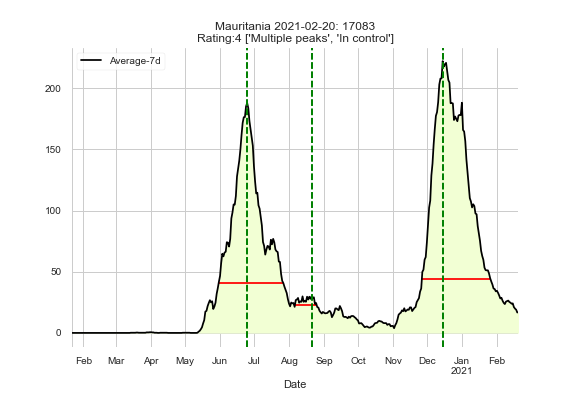 Mauritania 2021-02-20: 17083
Rating:4 ['Multiple peaks', 'In control']
Average-7d
200
150
100
50
0
Feb Mar Apr May Jun Jul Aug Sep Oct Nov Dec Jan Feb
2021
Date